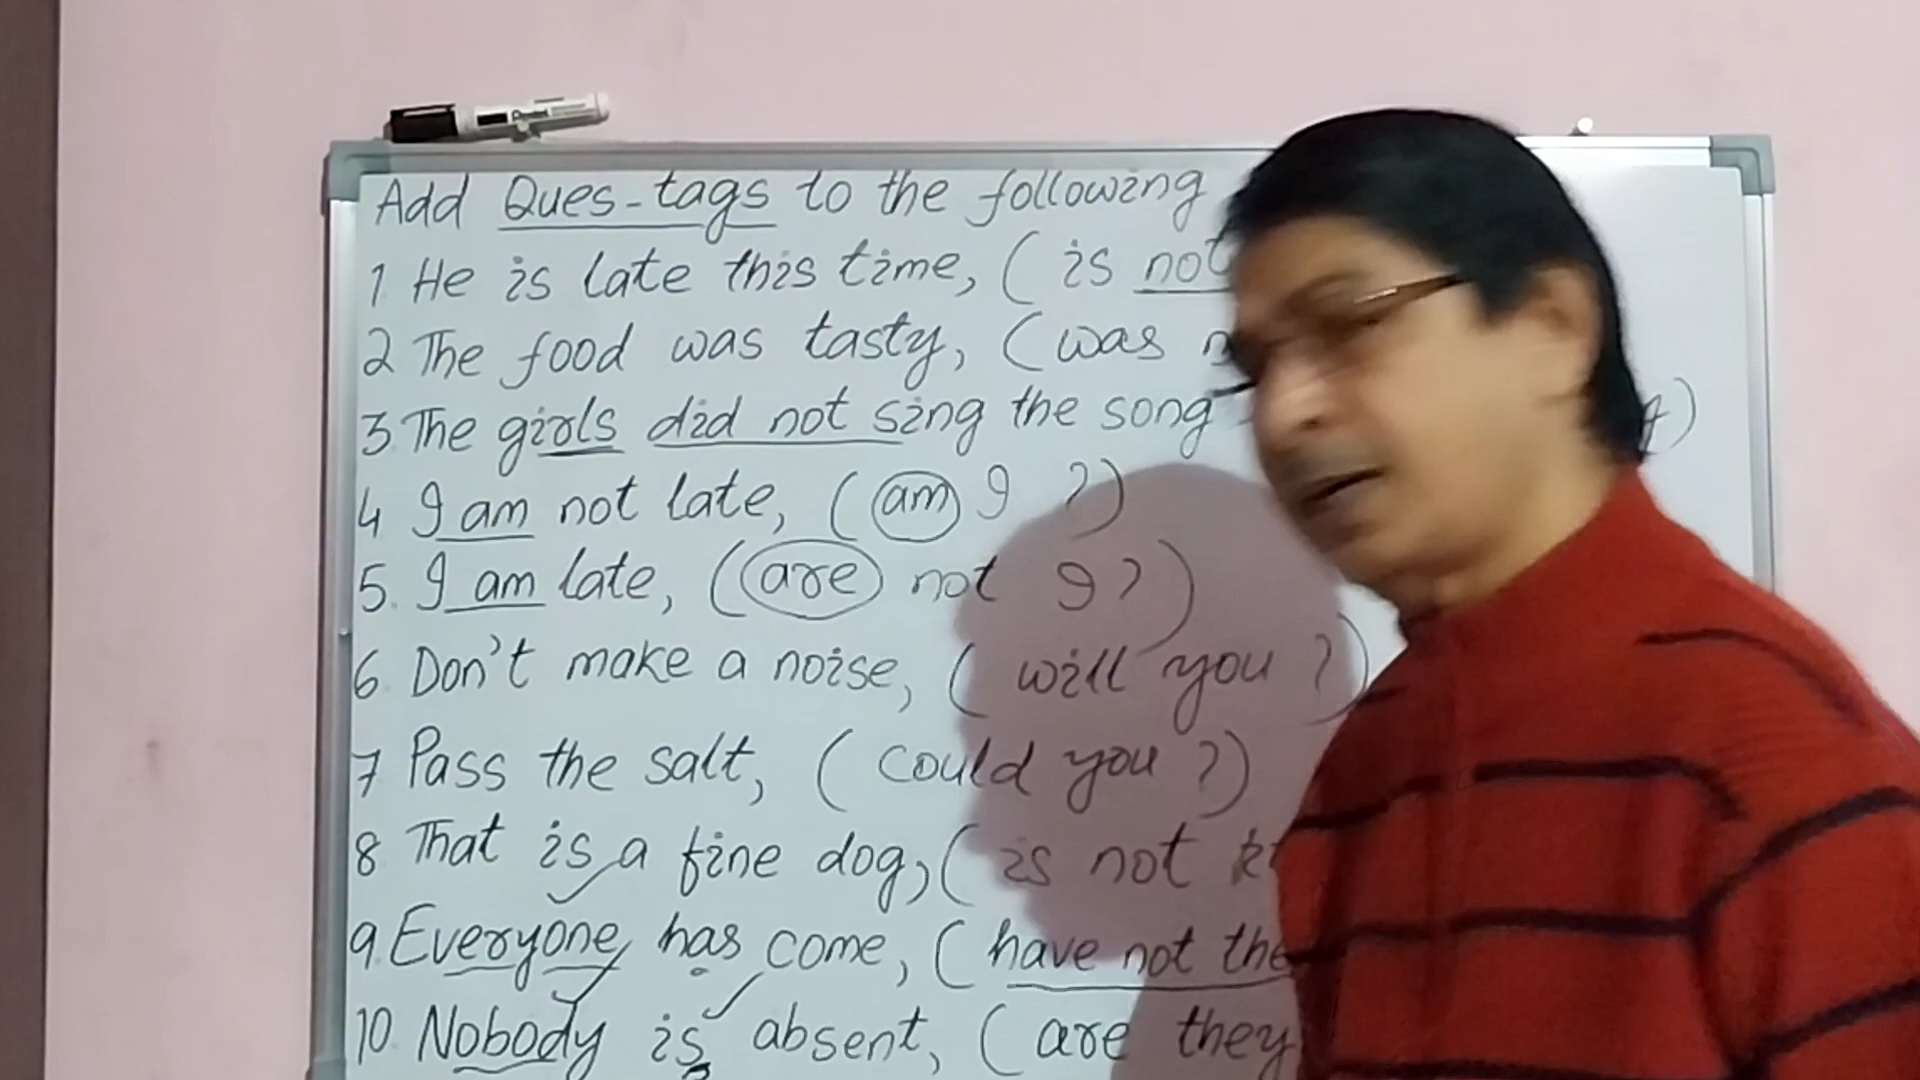 Pentel
Add Ques-tags to the following
1. He is late this time, ( is not
2 The food was tasty, ( was
3. The girls did not sing the song
4 I am not late, ( am I ? )
5. I am late, ( are not I ? )
6. Don't make a noise, ( will you ? )
7 Pass the salt, ( could you ? )
8 That is a fine dog, ( is not
9. Everyone has come, ( have not the
10. Nobody is absent, ( are they